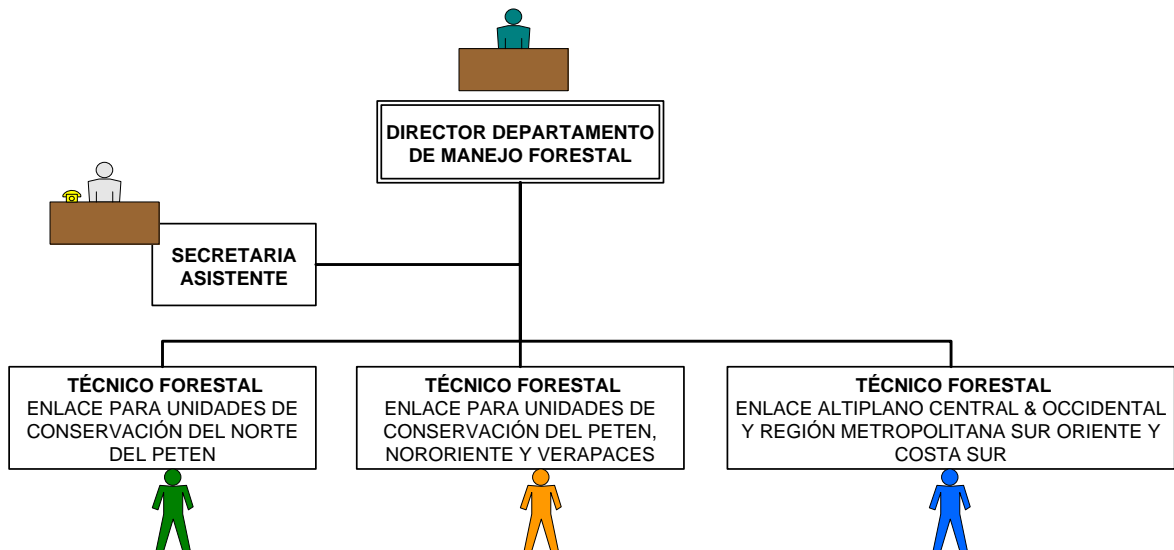 DIRECTOR DEPARTAMENTO
DE MANEJO FORESTAL
SECRETARIA
ASISTENTE
TÉCNICO FORESTAL
ENLACE PARA UNIDADES DE
CONSERVACIÓN DEL NORTE
DEL PETEN
TÉCNICO FORESTAL
ENLACE PARA UNIDADES DE
CONSERVACIÓN DEL PETEN,
NORORIENTE Y VERAPACES
TÉCNICO FORESTAL
ENLACE ALTIPLANO CENTRAL & OCCIDENTAL
Y REGIÓN METROPOLITANA SUR ORIENTE Y
COSTA SUR